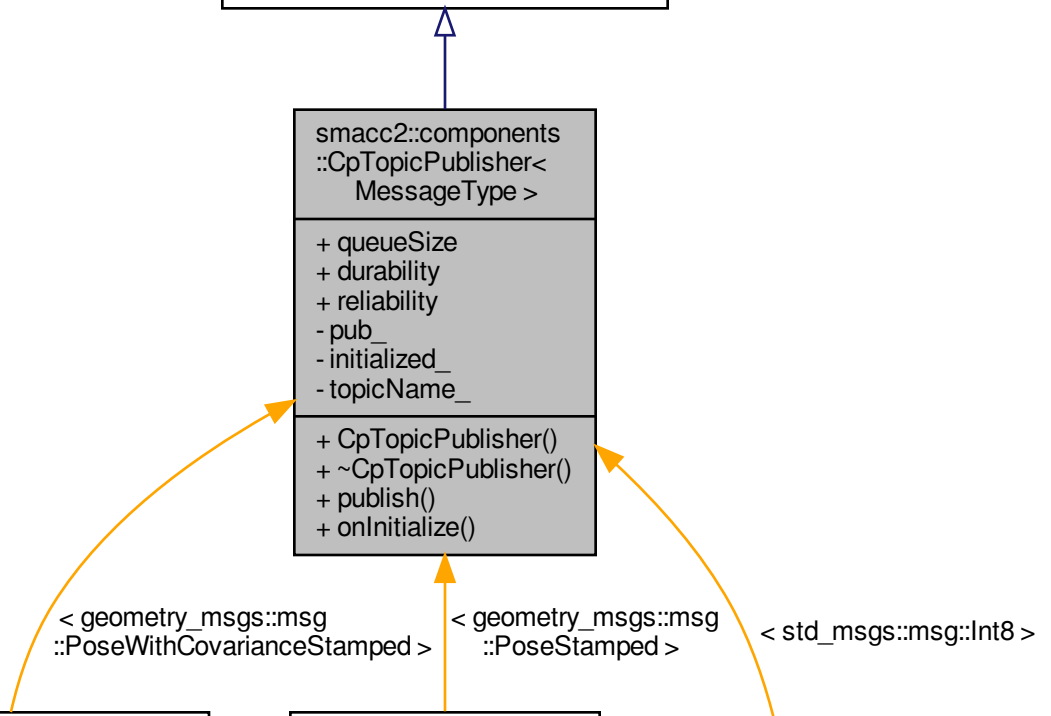 smacc2::components
::CpTopicPublisher<
MessageType >
+ queueSize
+ durability
+ reliability
- pub_
- initialized_
- topicName_
+ CpTopicPublisher()
+ ~CpTopicPublisher()
+ publish()
+ onInitialize()
< geometry_msgs::msg
::PoseWithCovarianceStamped >
< geometry_msgs::msg
::PoseStamped >
< std_msgs::msg::Int8 >